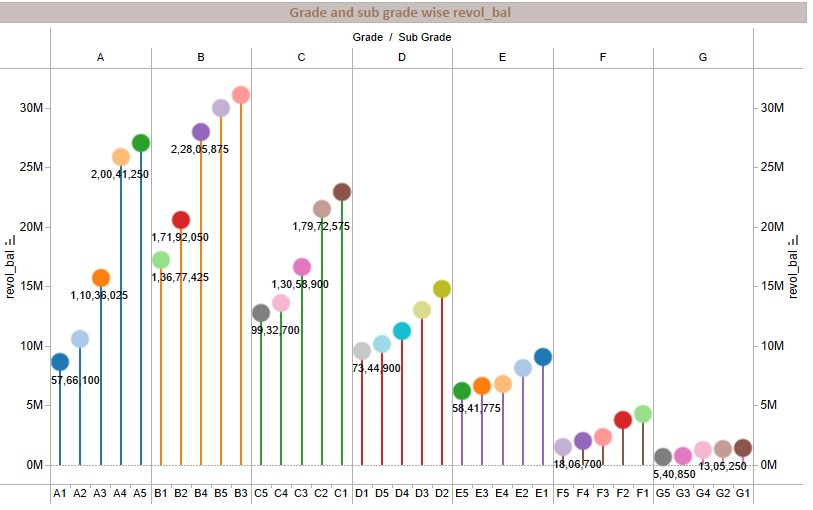 Grade and sub grade wise revol_bal
Grade / Sub Grade
A B C D E F G
30M 30M
25M 25M
20M 20M
15M 15M
10M 10M
5M 5M
0M 0M
revol_bal
revol_bal
57,66,100
1,10,36,025
2,00,41,250
1,36,77,425
1,71,92,050
2,28,05,875
99,32,700
1,30,58,900
1,79,72,575
73,44,900
58,41,775
18,06,700
5,40,850
13,05,250
A1 A2 A3 A4 A5 B1 B2 B4 B5 B3 C5 C4 C3 C2 C1 D1 D5 D4 D3 D2 E5 E3 E4 E2 E1 F5 F4 F3 F2 F1 G5 G3 G4 G2 G1